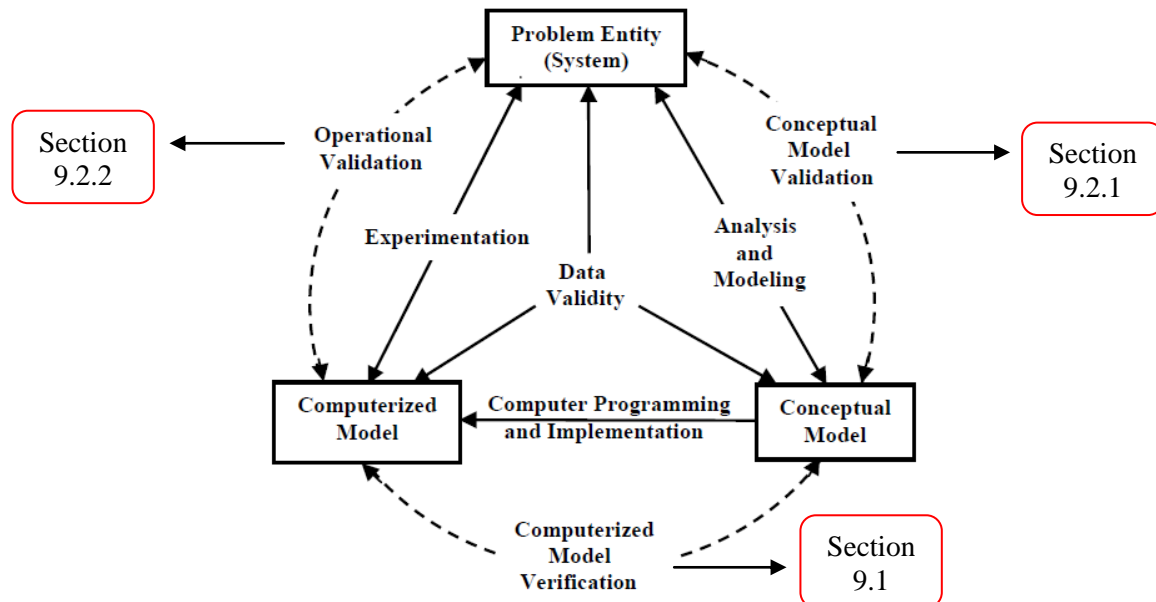 Problem Entity
(System)
Operational
Validation
Conceptual
Model
Validation
Section
9.2.2
Section
9.2.1
Experimentation
Analysis
and
Modeling
Data
Validity
Computerized
Model
Computer Programming
and Implementation
Conceptual
Model
Computerized
Model
Verification
Section
9.1